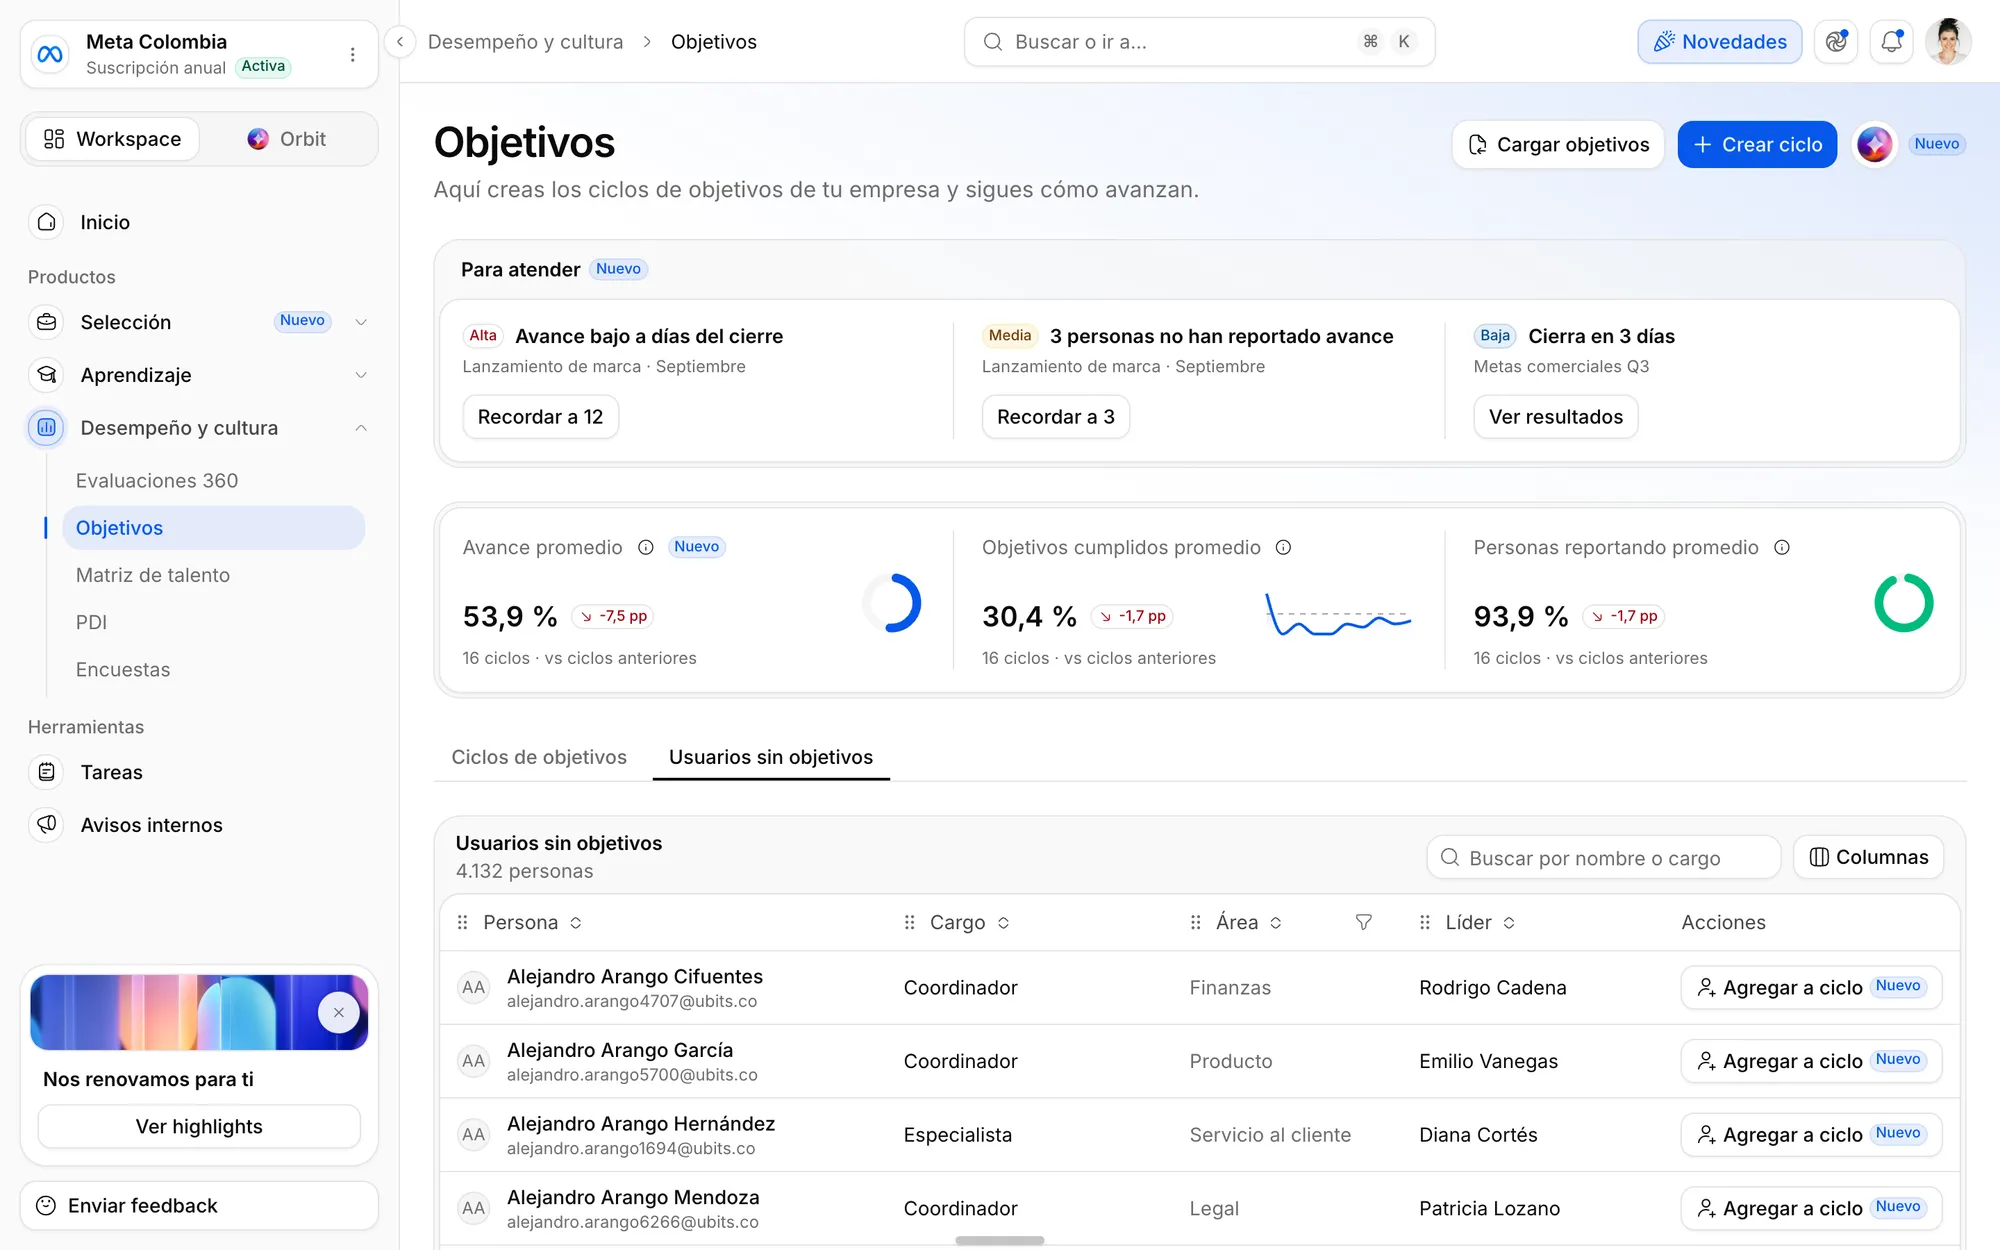 Meta Colombia
Suscripción anual Activa
Workspace
Orbit
Inicio
Productos
Selección Nuevo
Aprendizaje
Desempeño y cultura
Evaluaciones 360
Objetivos
Matriz de talento
PDI
Encuestas
Herramientas
Tareas
Avisos internos
Nos renovamos para ti
Ver highlights
Enviar feedback
Desempeño y cultura > Objetivos
Buscar o ir a... ⌘ K
Novedades
Objetivos
Aquí creas los ciclos de objetivos de tu empresa y sigues cómo avanzan.
Cargar objetivos
+ Crear ciclo
Nuevo
Para atender Nuevo
Alta Avance bajo a días del cierre
Lanzamiento de marca · Septiembre
Recordar a 12
Media 3 personas no han reportado avance
Lanzamiento de marca · Septiembre
Recordar a 3
Baja Cierra en 3 días
Metas comerciales Q3
Ver resultados
Avance promedio Nuevo
53,9 % ↘ -7,5 pp
16 ciclos · vs ciclos anteriores
Objetivos cumplidos promedio
30,4 % ↘ -1,7 pp
16 ciclos · vs ciclos anteriores
Personas reportando promedio
93,9 % ↘ -1,7 pp
16 ciclos · vs ciclos anteriores
Ciclos de objetivos
Usuarios sin objetivos
Usuarios sin objetivos
4.132 personas
Buscar por nombre o cargo
Columnas
Persona Cargo Área Líder Acciones
AA Alejandro Arango Cifuentes Coordinador Finanzas Rodrigo Cadena Agregar a ciclo Nuevo
alejandro.arango4707@ubits.co
AA Alejandro Arango García Coordinador Producto Emilio Vanegas Agregar a ciclo Nuevo
alejandro.arango5700@ubits.co
AA Alejandro Arango Hernández Especialista Servicio al cliente Diana Cortés Agregar a ciclo Nuevo
alejandro.arango1694@ubits.co
AA Alejandro Arango Mendoza Coordinador Legal Patricia Lozano Agregar a ciclo Nuevo
alejandro.arango6266@ubits.co